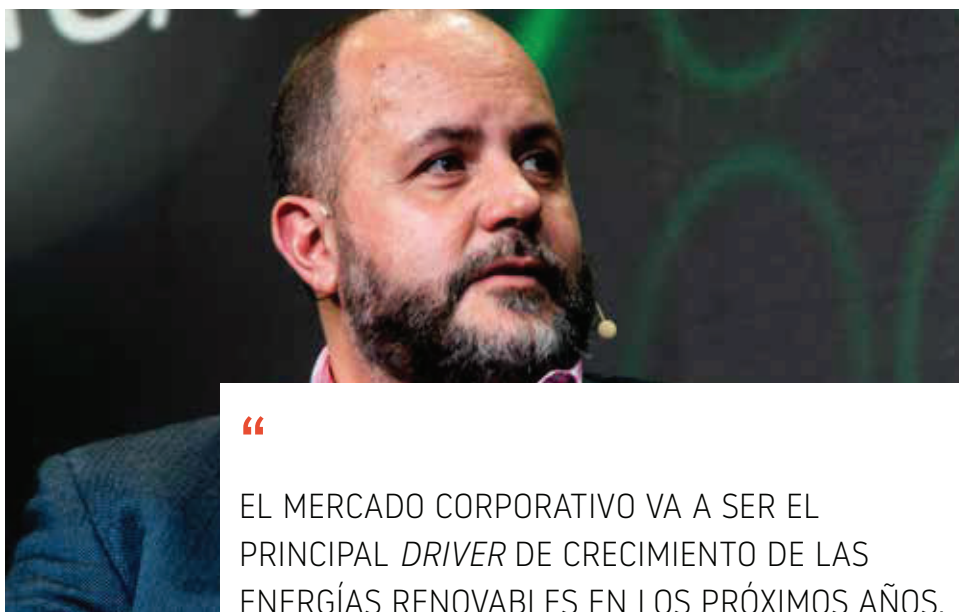 “
EL MERCADO CORPORATIVO VA A SER EL
PRINCIPAL DRIVER DE CRECIMIENTO DE LAS
ENERGÍAS RENOVABLES EN LOS PRÓXIMOS AÑOS.